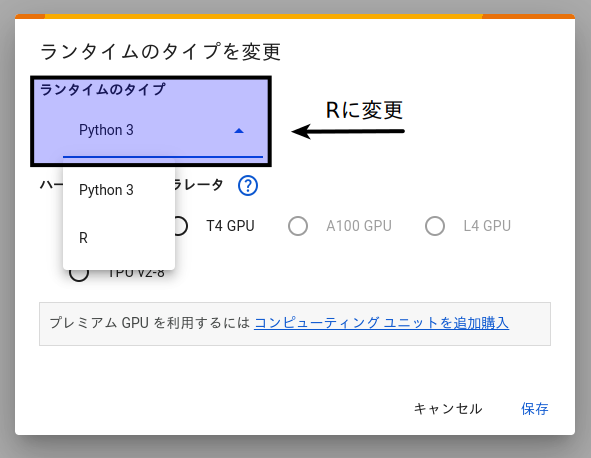 ランタイムのタイプを変更
ランタイムのタイプ
Python 3
Rに変更
Python 3
R
ハー
ラレータ
?
T4 GPU
A100 GPU
L4 GPU
TPU v2-8
プレミアム GPU を利用するには コンピューティング ユニットを追加購入
キャンセル
保存